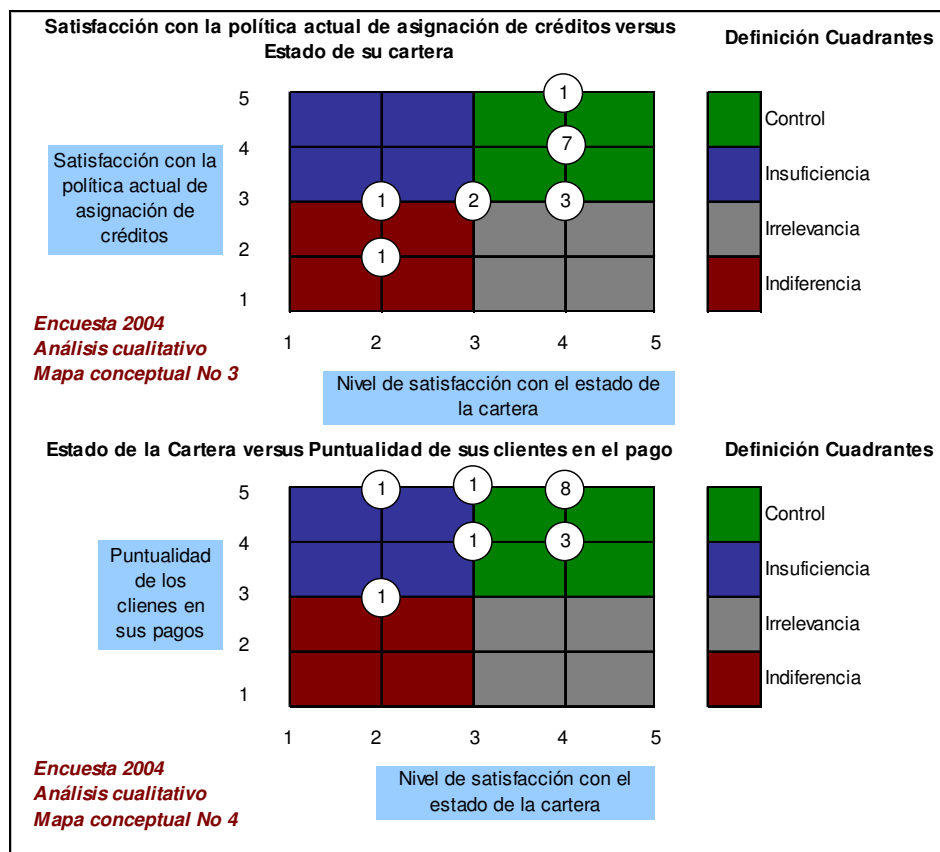 Satisfacción con la política actual de asignación de créditos versus
Estado de su cartera
Definición Cuadrantes
5
4
3
2
1
Satisfacción con la
política actual de
asignación de
créditos
1
7
1
2
3
1
Control
Insuficiencia
Irrelevancia
Indiferencia
1 2 3 4 5
Encuesta 2004
Análisis cualitativo
Mapa conceptual No 3
Nivel de satisfacción con el estado de
la cartera
Estado de la Cartera versus Puntualidad de sus clientes en el pago
Definición Cuadrantes
5
4
3
2
1
Puntualidad
de los
clienes en
sus pagos
1 1 8
1 3
1
Control
Insuficiencia
Irrelevancia
Indiferencia
1 2 3 4 5
Encuesta 2004
Análisis cualitativo
Mapa conceptual No 4
Nivel de satisfacción con el
estado de la cartera